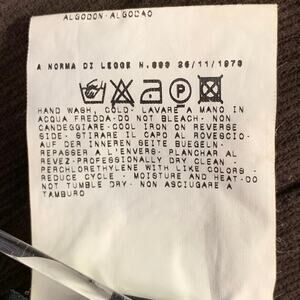 ALGODON-ALGODAO
A NORMA DI LEGGE N.883 26/11/1973
P
HAND WASH, COLD- LAVARE A MANO IN
ACQUA FREDDA-DO NOT BLEACH- NON
CANDEGGIARE-COOL IRON ON REVERSE
SIDE- STIRARE IL CAPO AL ROVESCIO-
AUF DER INNEREN SEITE BUEGELN-
REPASSER A L'ENVERS- PLANCHAR AL
REVEZ-PROFESSIONALLY DRY CLEAN -
PERCHLORETHYLENE WITH LIKE COLORS -
REDUCE CYCLE - MOISTURE AND HEAT-DO
NOT TUMBLE DRY- NON ASCIUGARE A
TAMBURO